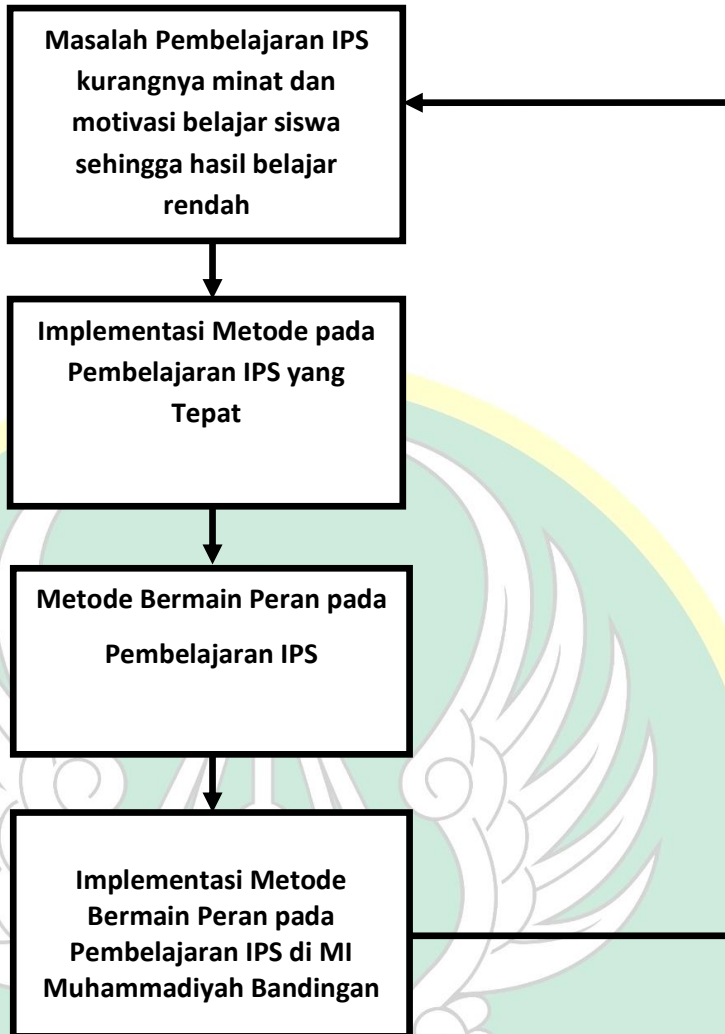 Masalah Pembelajaran IPS
kurangnya minat dan
motivasi belajar siswa
sehingga hasil belajar
rendah
Implementasi Metode pada
Pembelajaran IPS yang
Tepat
Metode Bermain Peran pada
Pembelajaran IPS
Implementasi Metode
Bermain Peran pada
Pembelajaran IPS di MI
Muhammadiyah Bandingan